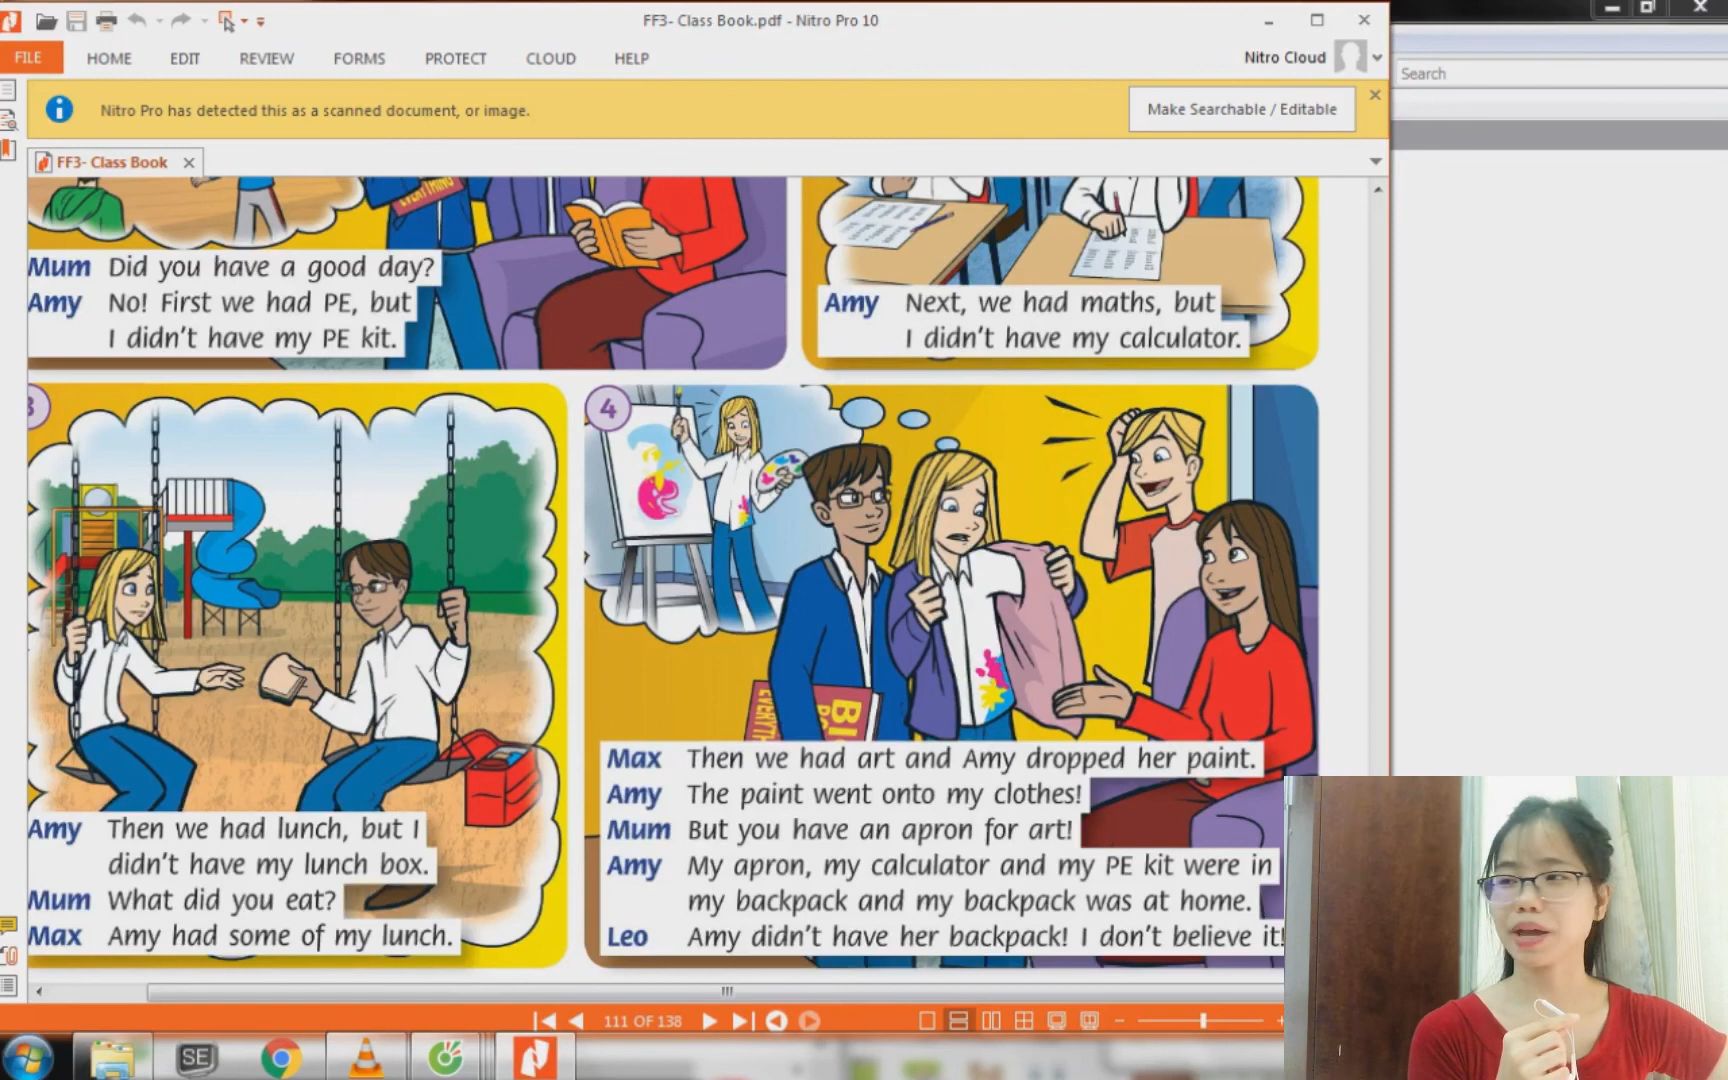 FF3- Class Book.pdf - Nitro Pro 10
FILE HOME EDIT REVIEW FORMS PROTECT CLOUD HELP
Nitro Cloud
Search
Nitro Pro has detected this as a scanned document, or image.
Make Searchable / Editable
FF3- Class Book
EVERYTHING
Mum Did you have a good day?
Amy No! First we had PE, but
I didn't have my PE kit.
Amy Next, we had maths, but
I didn't have my calculator.
3
Amy Then we had lunch, but I
didn't have my lunch box.
Mum What did you eat?
Max Amy had some of my lunch.
4
EVERYTH
BI
Max Then we had art and Amy dropped her paint.
Amy The paint went onto my clothes!
Mum But you have an apron for art!
Amy My apron, my calculator and my PE kit were in
my backpack and my backpack was at home.
Leo Amy didn't have her backpack! I don't believe it!
111 OF 138
SE